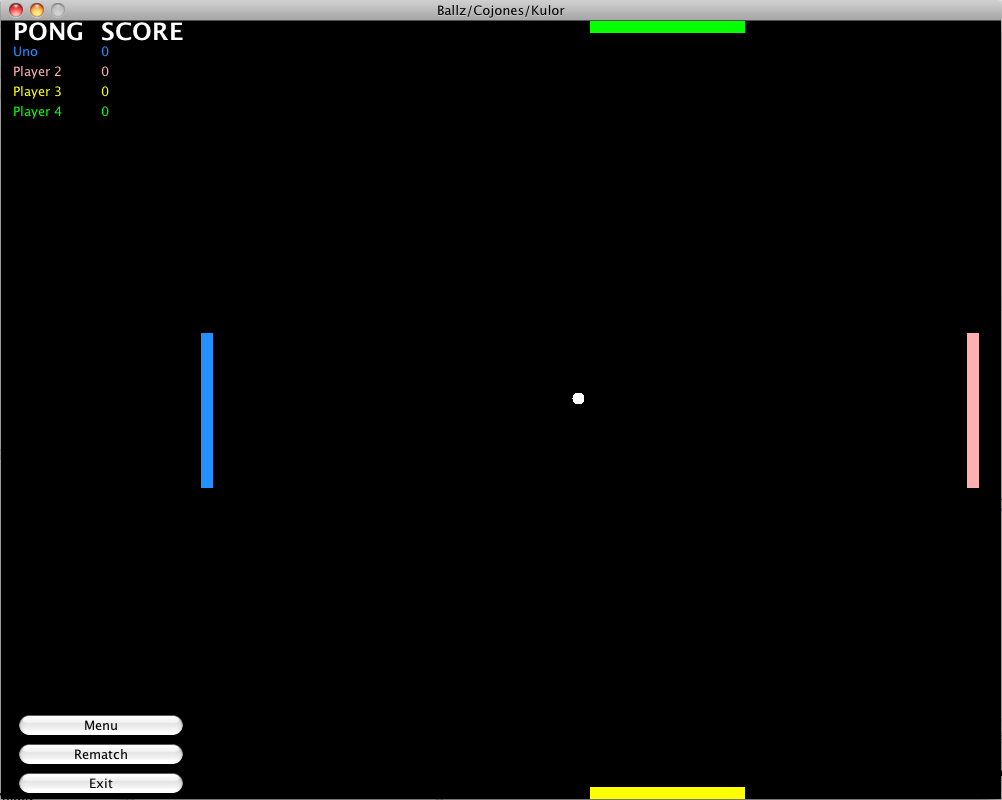 Ballz/Cojones/Kulor
PONG SCORE
Uno 0
Player 2 0
Player 3 0
Player 4 0
Menu
Rematch
Exit